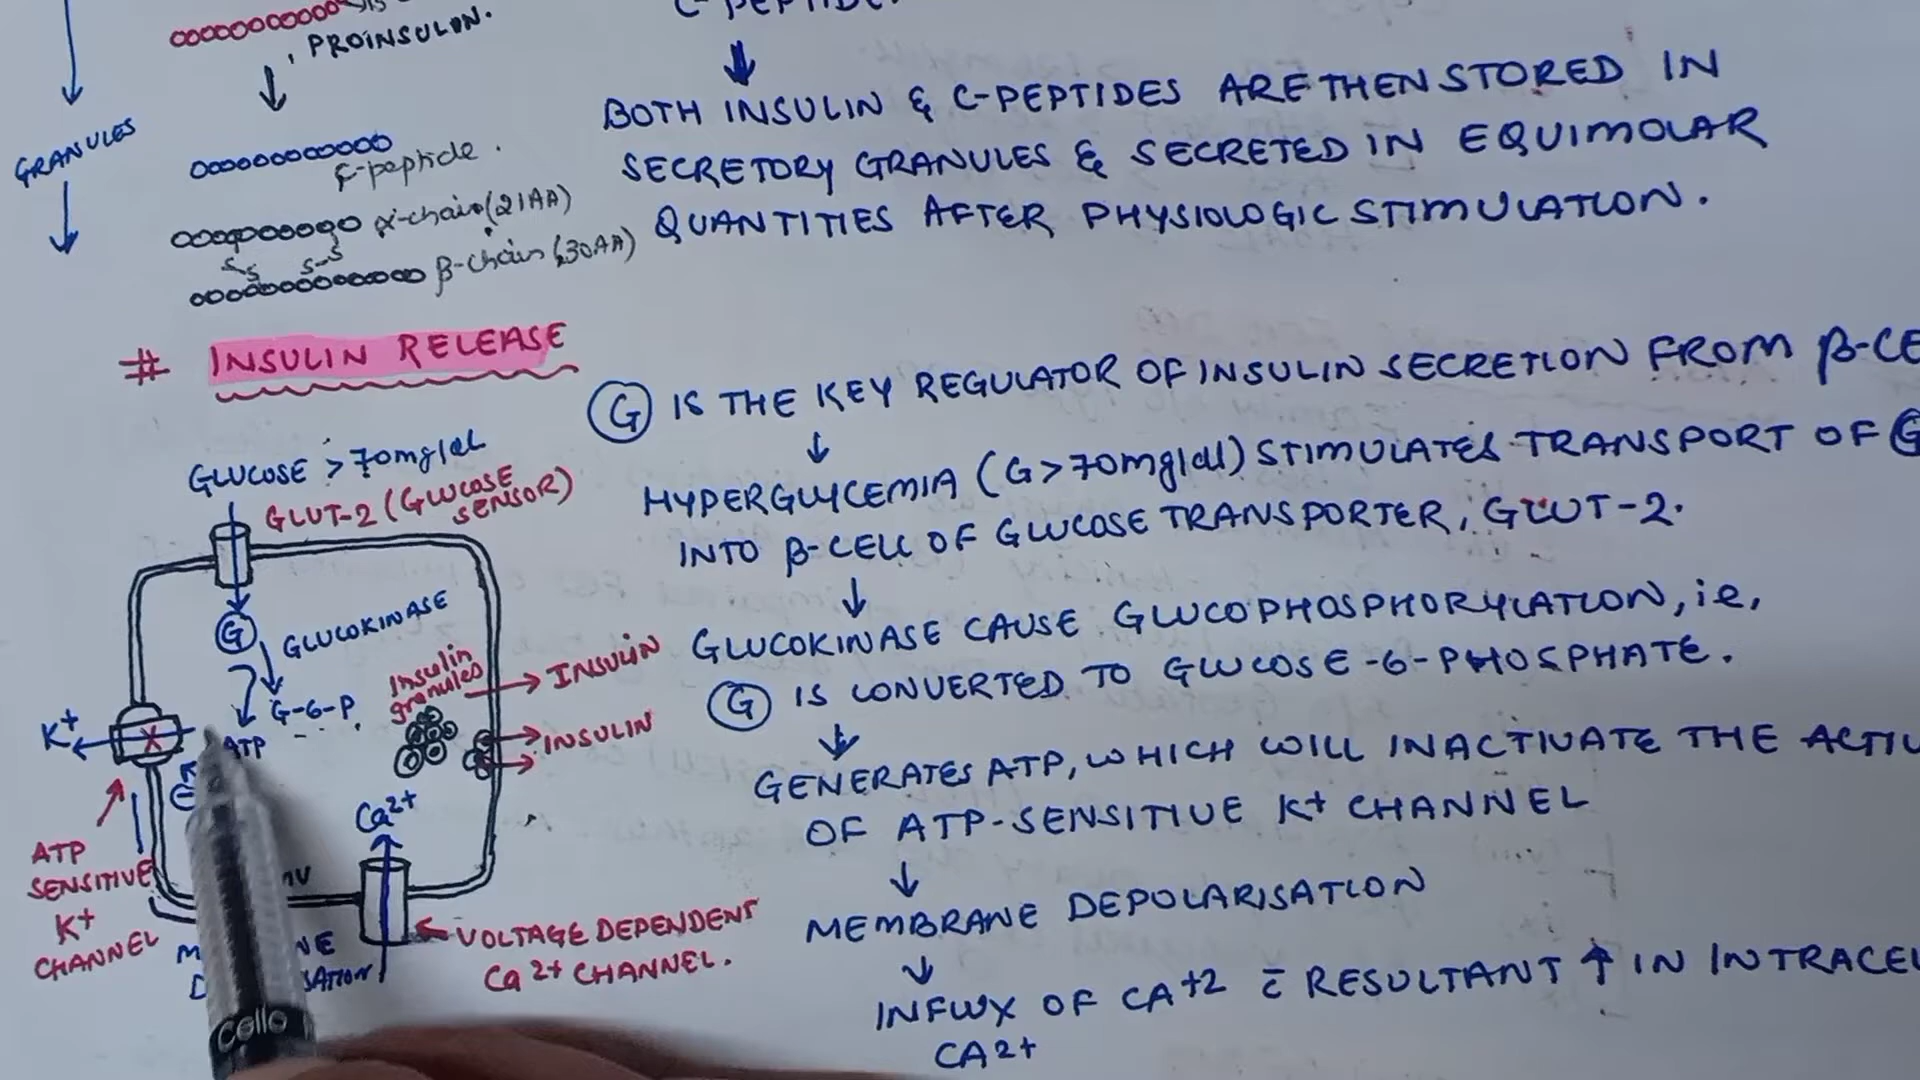 PROINSULIN.
GRANULES
C-peptide.
α-chain (21AA)
S S S-S
β-chain (30AA)
BOTH INSULIN & C-PEPTIDES ARE THEN STORED IN
SECRETORY GRANULES & SECRETED IN EQUIMOLAR
QUANTITIES AFTER PHYSIOLOGIC STIMULATION.
# INSULIN RELEASE
GLUCOSE > 70mg/dL
GLUT-2 (GLUCOSE
SENSOR)
G GLUCOKINASE
G-6-P
ATP
K+
X
Insulin
granules
INSULIN
INSULIN
Ca2+
ATP
SENSITIVE
K+
CHANNEL
VOLTAGE DEPENDENT
Ca2+ CHANNEL.
G IS THE KEY REGULATOR OF INSULIN SECRETION FROM β-CE
HYPERGLYCEMIA (G>70mg/dl) STIMULATES TRANSPORT OF G
INTO β-CELL OF GLUCOSE TRANSPORTER, GLUT-2.
GLUCOKINASE CAUSE GLUCOPHOSPHORYLATION, ie,
G IS CONVERTED TO GLUCOSE-6-PHOSPHATE.
GENERATES ATP, WHICH WILL INACTIVATE THE ACTIV
OF ATP-SENSITIVE K+ CHANNEL
MEMBRANE DEPOLARISATION
INFLUX OF CA+2 c̄ RESULTANT ↑ IN INTRACEL
CA2+
cello